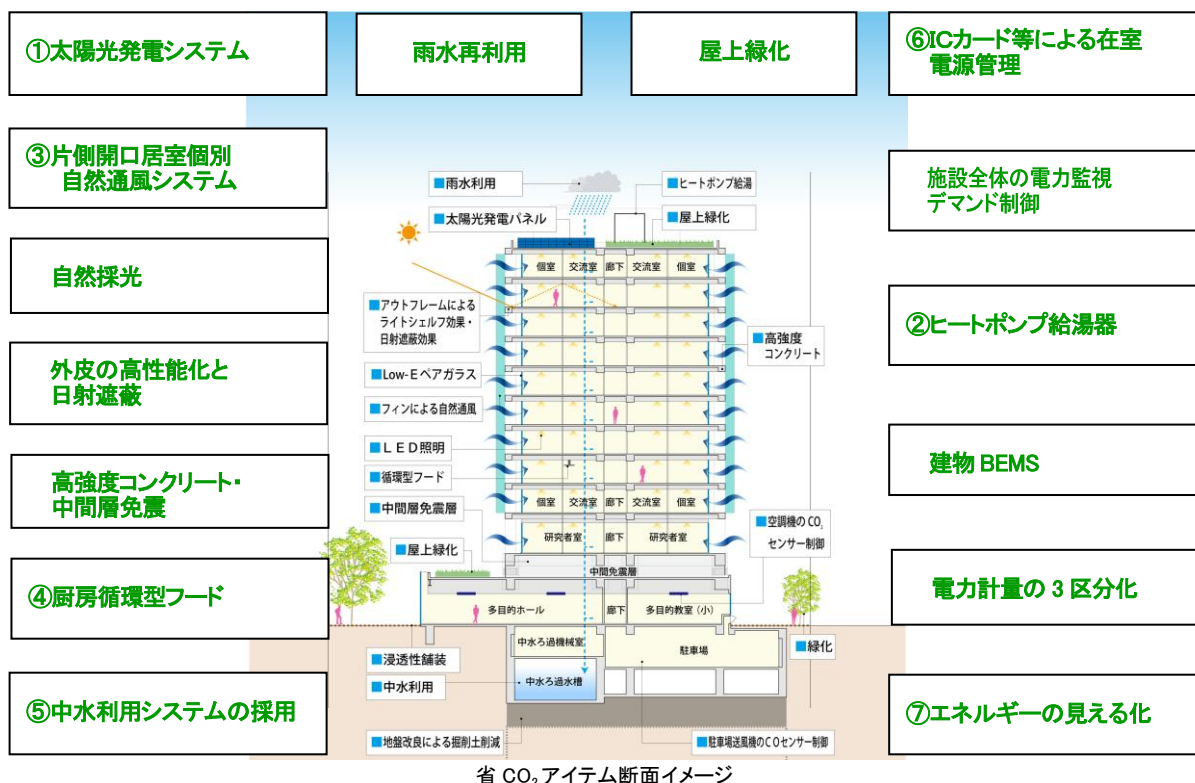 ①太陽光発電システム
雨水再利用
屋上緑化
⑥ICカード等による在室
電源管理
③片側開口居室個別
自然通風システム
施設全体の電力監視
デマンド制御
自然採光
②ヒートポンプ給湯器
外皮の高性能化と
日射遮蔽
建物 BEMS
高強度コンクリート・
中間層免震
電力計量の 3 区分化
④厨房循環型フード
⑤中水利用システムの採用
⑦エネルギーの見える化
■雨水利用
■ヒートポンプ給湯
■太陽光発電パネル
■屋上緑化
個室 交流室 廊下 交流室 個室
■アウトフレームによる
ライトシェルフ効果・
日射遮蔽効果
■高強度
コンクリート
■Low-Eペアガラス
■フィンによる自然通風
■LED照明
■循環型フード
■中間層免震層
個室 交流室 廊下 交流室 個室
■空調機のCO₂
センサー制御
研究者室 廊下 研究者室
■屋上緑化
中間免震層
多目的ホール 廊下 多目的教室(小)
中水ろ過機械室
駐車場
■緑化
■浸透性舗装
■中水利用
中水ろ過水槽
■地盤改良による掘削土削減
■駐車場送風機のCOセンサー制御
省 CO₂アイテム断面イメージ